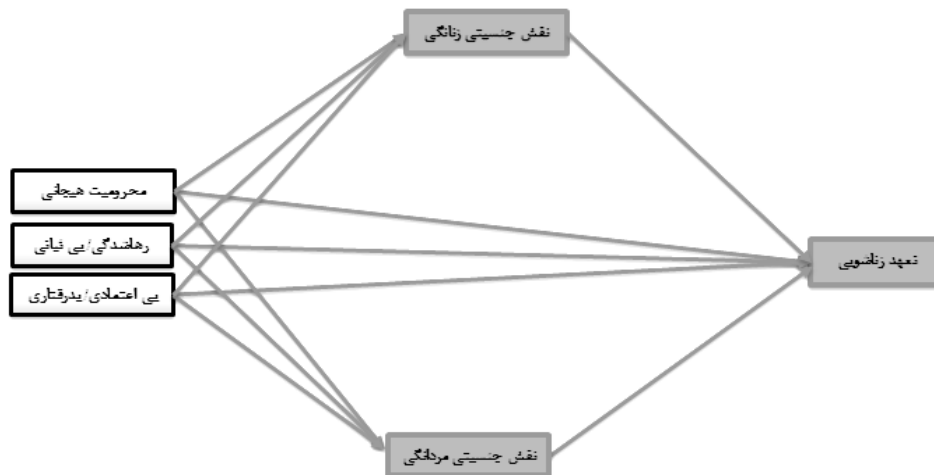 نقش جنسیتی زنانگی
محرومیت هیجانی
رهاشدگی/بی ثباتی
بی اعتمادی/بدرفتاری
تعهد زناشویی
نقش جنسیتی مردانگی